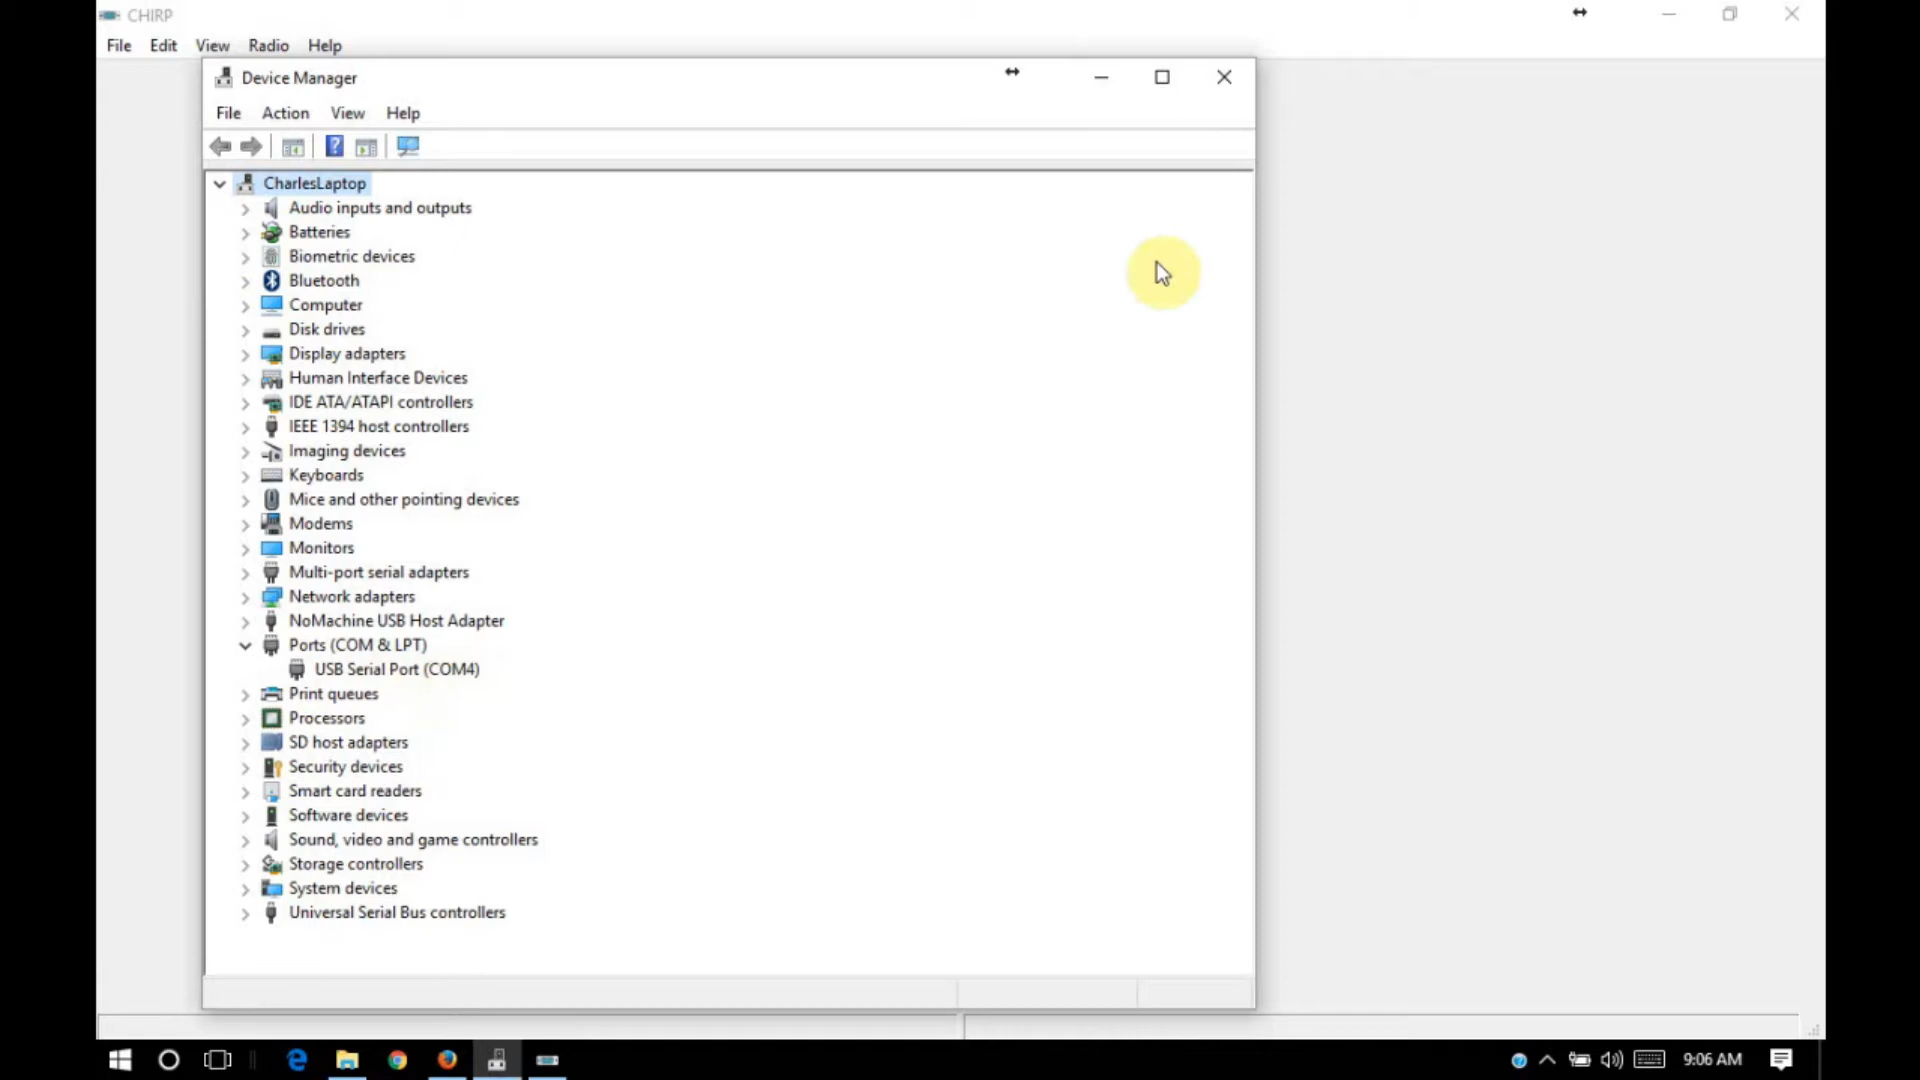 CHIRP
File Edit View Radio Help
Device Manager
File Action View Help
CharlesLaptop
Audio inputs and outputs
Batteries
Biometric devices
Bluetooth
Computer
Disk drives
Display adapters
Human Interface Devices
IDE ATA/ATAPI controllers
IEEE 1394 host controllers
Imaging devices
Keyboards
Mice and other pointing devices
Modems
Monitors
Multi-port serial adapters
Network adapters
NoMachine USB Host Adapter
Ports (COM & LPT)
USB Serial Port (COM4)
Print queues
Processors
SD host adapters
Security devices
Smart card readers
Software devices
Sound, video and game controllers
Storage controllers
System devices
Universal Serial Bus controllers
9:06 AM